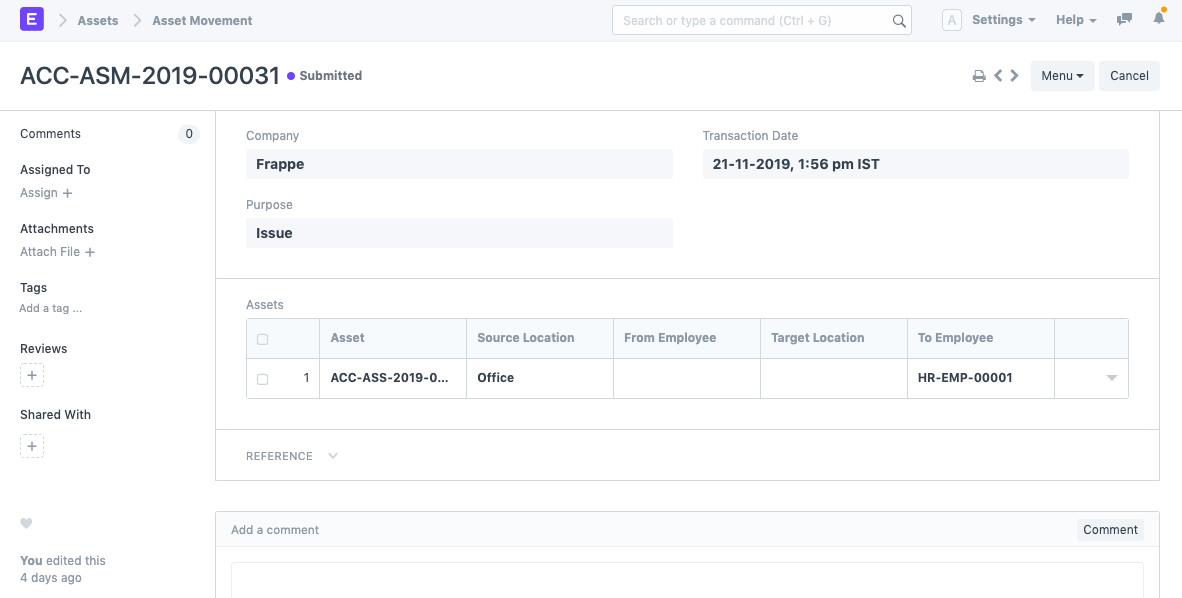 E Assets Asset Movement Search or type a command (Ctrl + G) A Settings Help
ACC-ASM-2019-00031 Submitted Menu Cancel
Comments 0
Assigned To
Assign +
Attachments
Attach File +
Tags
Add a tag ...
Reviews
+
Shared With
+
You edited this
4 days ago
Company Transaction Date
Frappe 21-11-2019, 1:56 pm IST
Purpose
Issue
Assets
Asset Source Location From Employee Target Location To Employee
1 ACC-ASS-2019-0... Office HR-EMP-00001
REFERENCE
Add a comment Comment